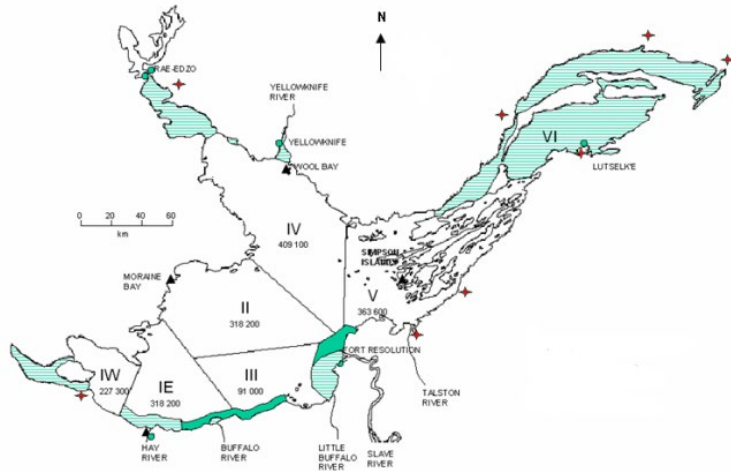 N
RAE-EDZO
YELLOWKNIFE
RIVER
YELLOWKNIFE
WOOL BAY
VI
LUTSELK'E
0 20 40 60
km
IV
409 100
SIMPSON
ISLANDS
MORAINE
BAY
II
318 200
V
363 600
FORT RESOLUTION
IW
227 300
IE
318 200
III
91 000
TALSTON
RIVER
HAY
RIVER
BUFFALO
RIVER
LITTLE
BUFFALO
RIVER
SLAVE
RIVER